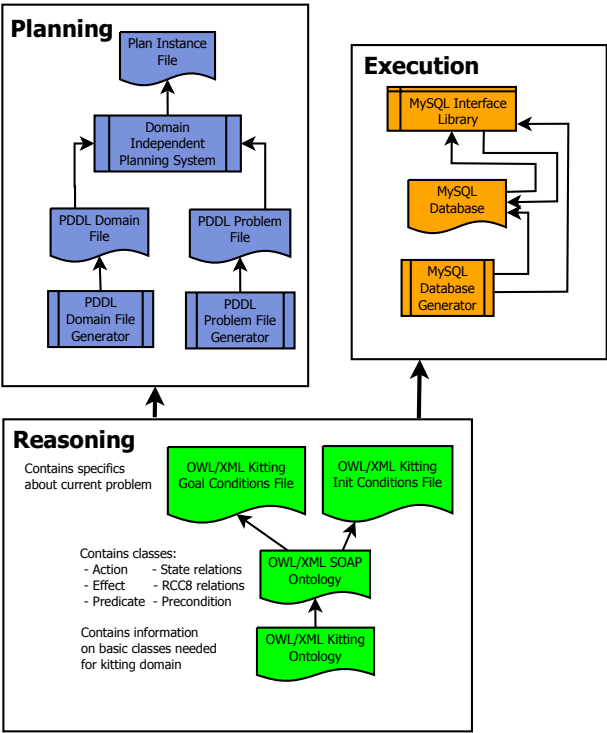 Planning
Plan Instance
File
Domain
Independent
Planning System
PDDL Domain
File
PDDL Problem
File
PDDL
Domain File
Generator
PDDL
Problem File
Generator
Execution
MySQL Interface
Library
MySQL
Database
MySQL
Database
Generator
Reasoning
Contains specifics
about current problem
OWL/XML Kitting
Goal Conditions File
OWL/XML Kitting
Init Conditions File
Contains classes:
- Action - State relations
- Effect - RCC8 relations
- Predicate - Precondition
OWL/XML SOAP
Ontology
Contains information
on basic classes needed
for kitting domain
OWL/XML Kitting
Ontology